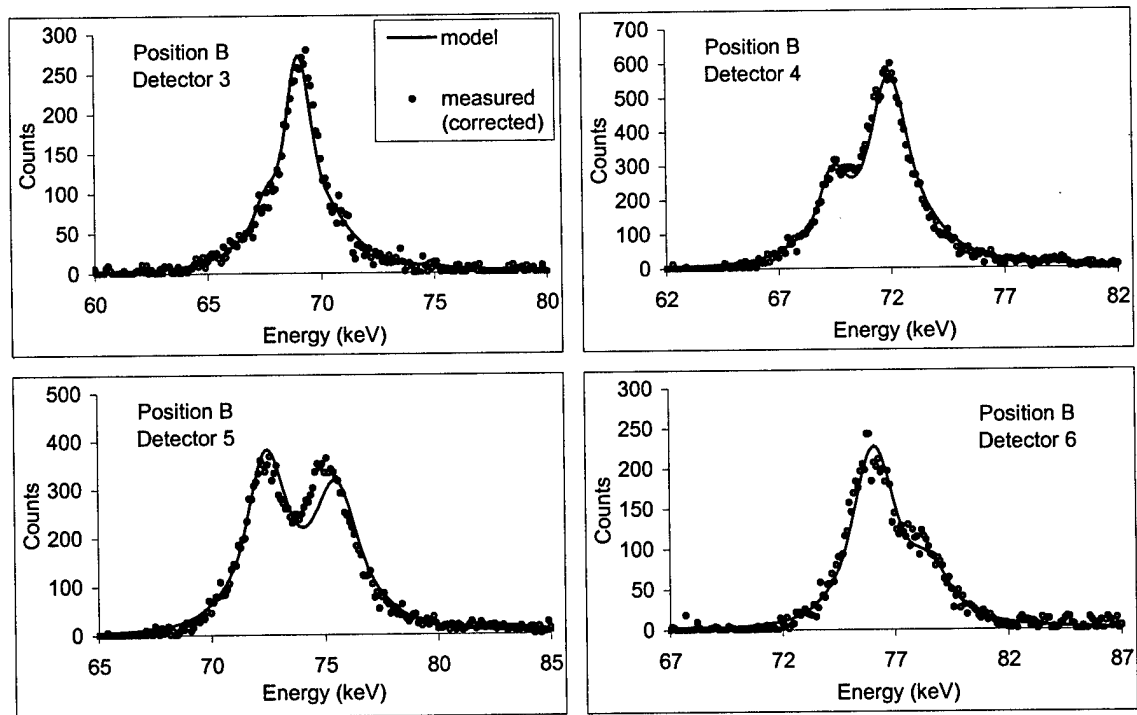 300
250
200
150
100
50
0
Counts
Position B
Detector 3
model
measured
(corrected)
60 65 70 75 80
Energy (keV)
700
600
500
400
300
200
100
0
Counts
Position B
Detector 4
62 67 72 77 82
Energy (keV)
500
400
300
200
100
0
Counts
Position B
Detector 5
65 70 75 80 85
Energy (keV)
300
250
200
150
100
50
0
Counts
Position B
Detector 6
67 72 77 82 87
Energy (keV)